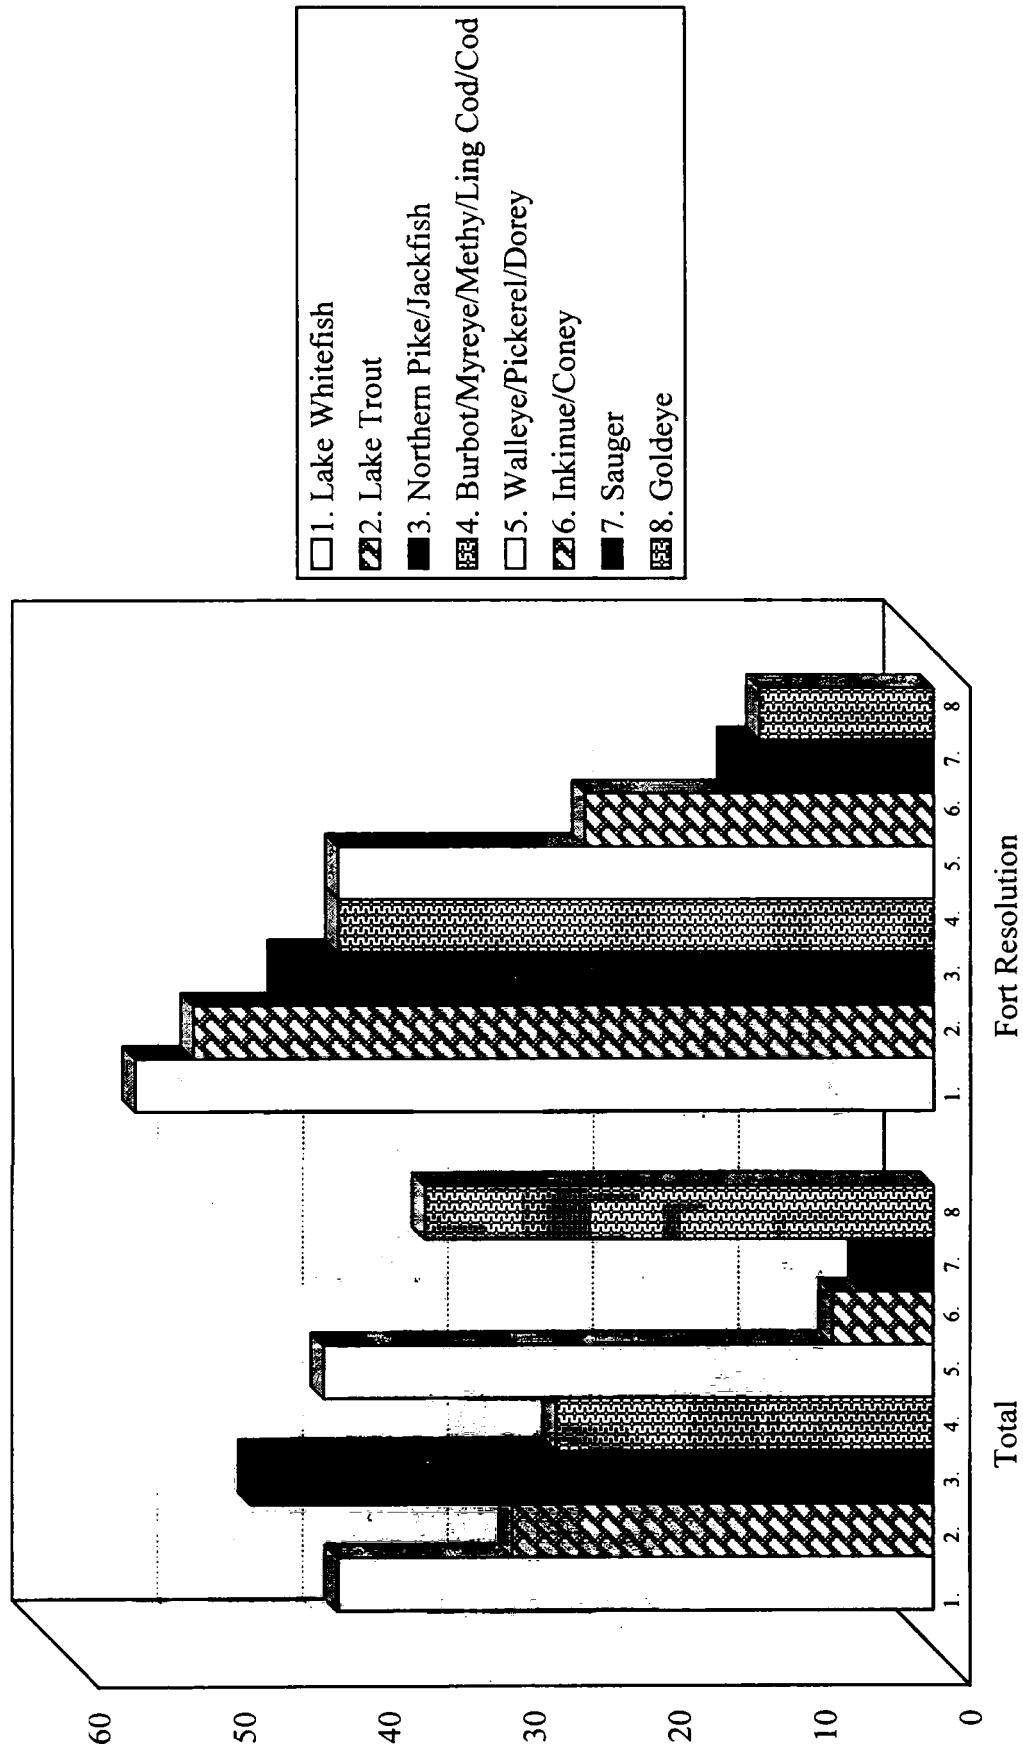 60
50
40
30
20
10
0
1. 2. 3. 4. 5. 6. 7. 8
1. 2. 3. 4. 5. 6. 7. 8
Total
Fort Resolution
1. Lake Whitefish
2. Lake Trout
3. Northern Pike/Jackfish
4. Burbot/Myreye/Methy/Ling Cod/Cod
5. Walleye/Pickerel/Dorey
6. Inkinue/Coney
7. Sauger
8. Goldeye